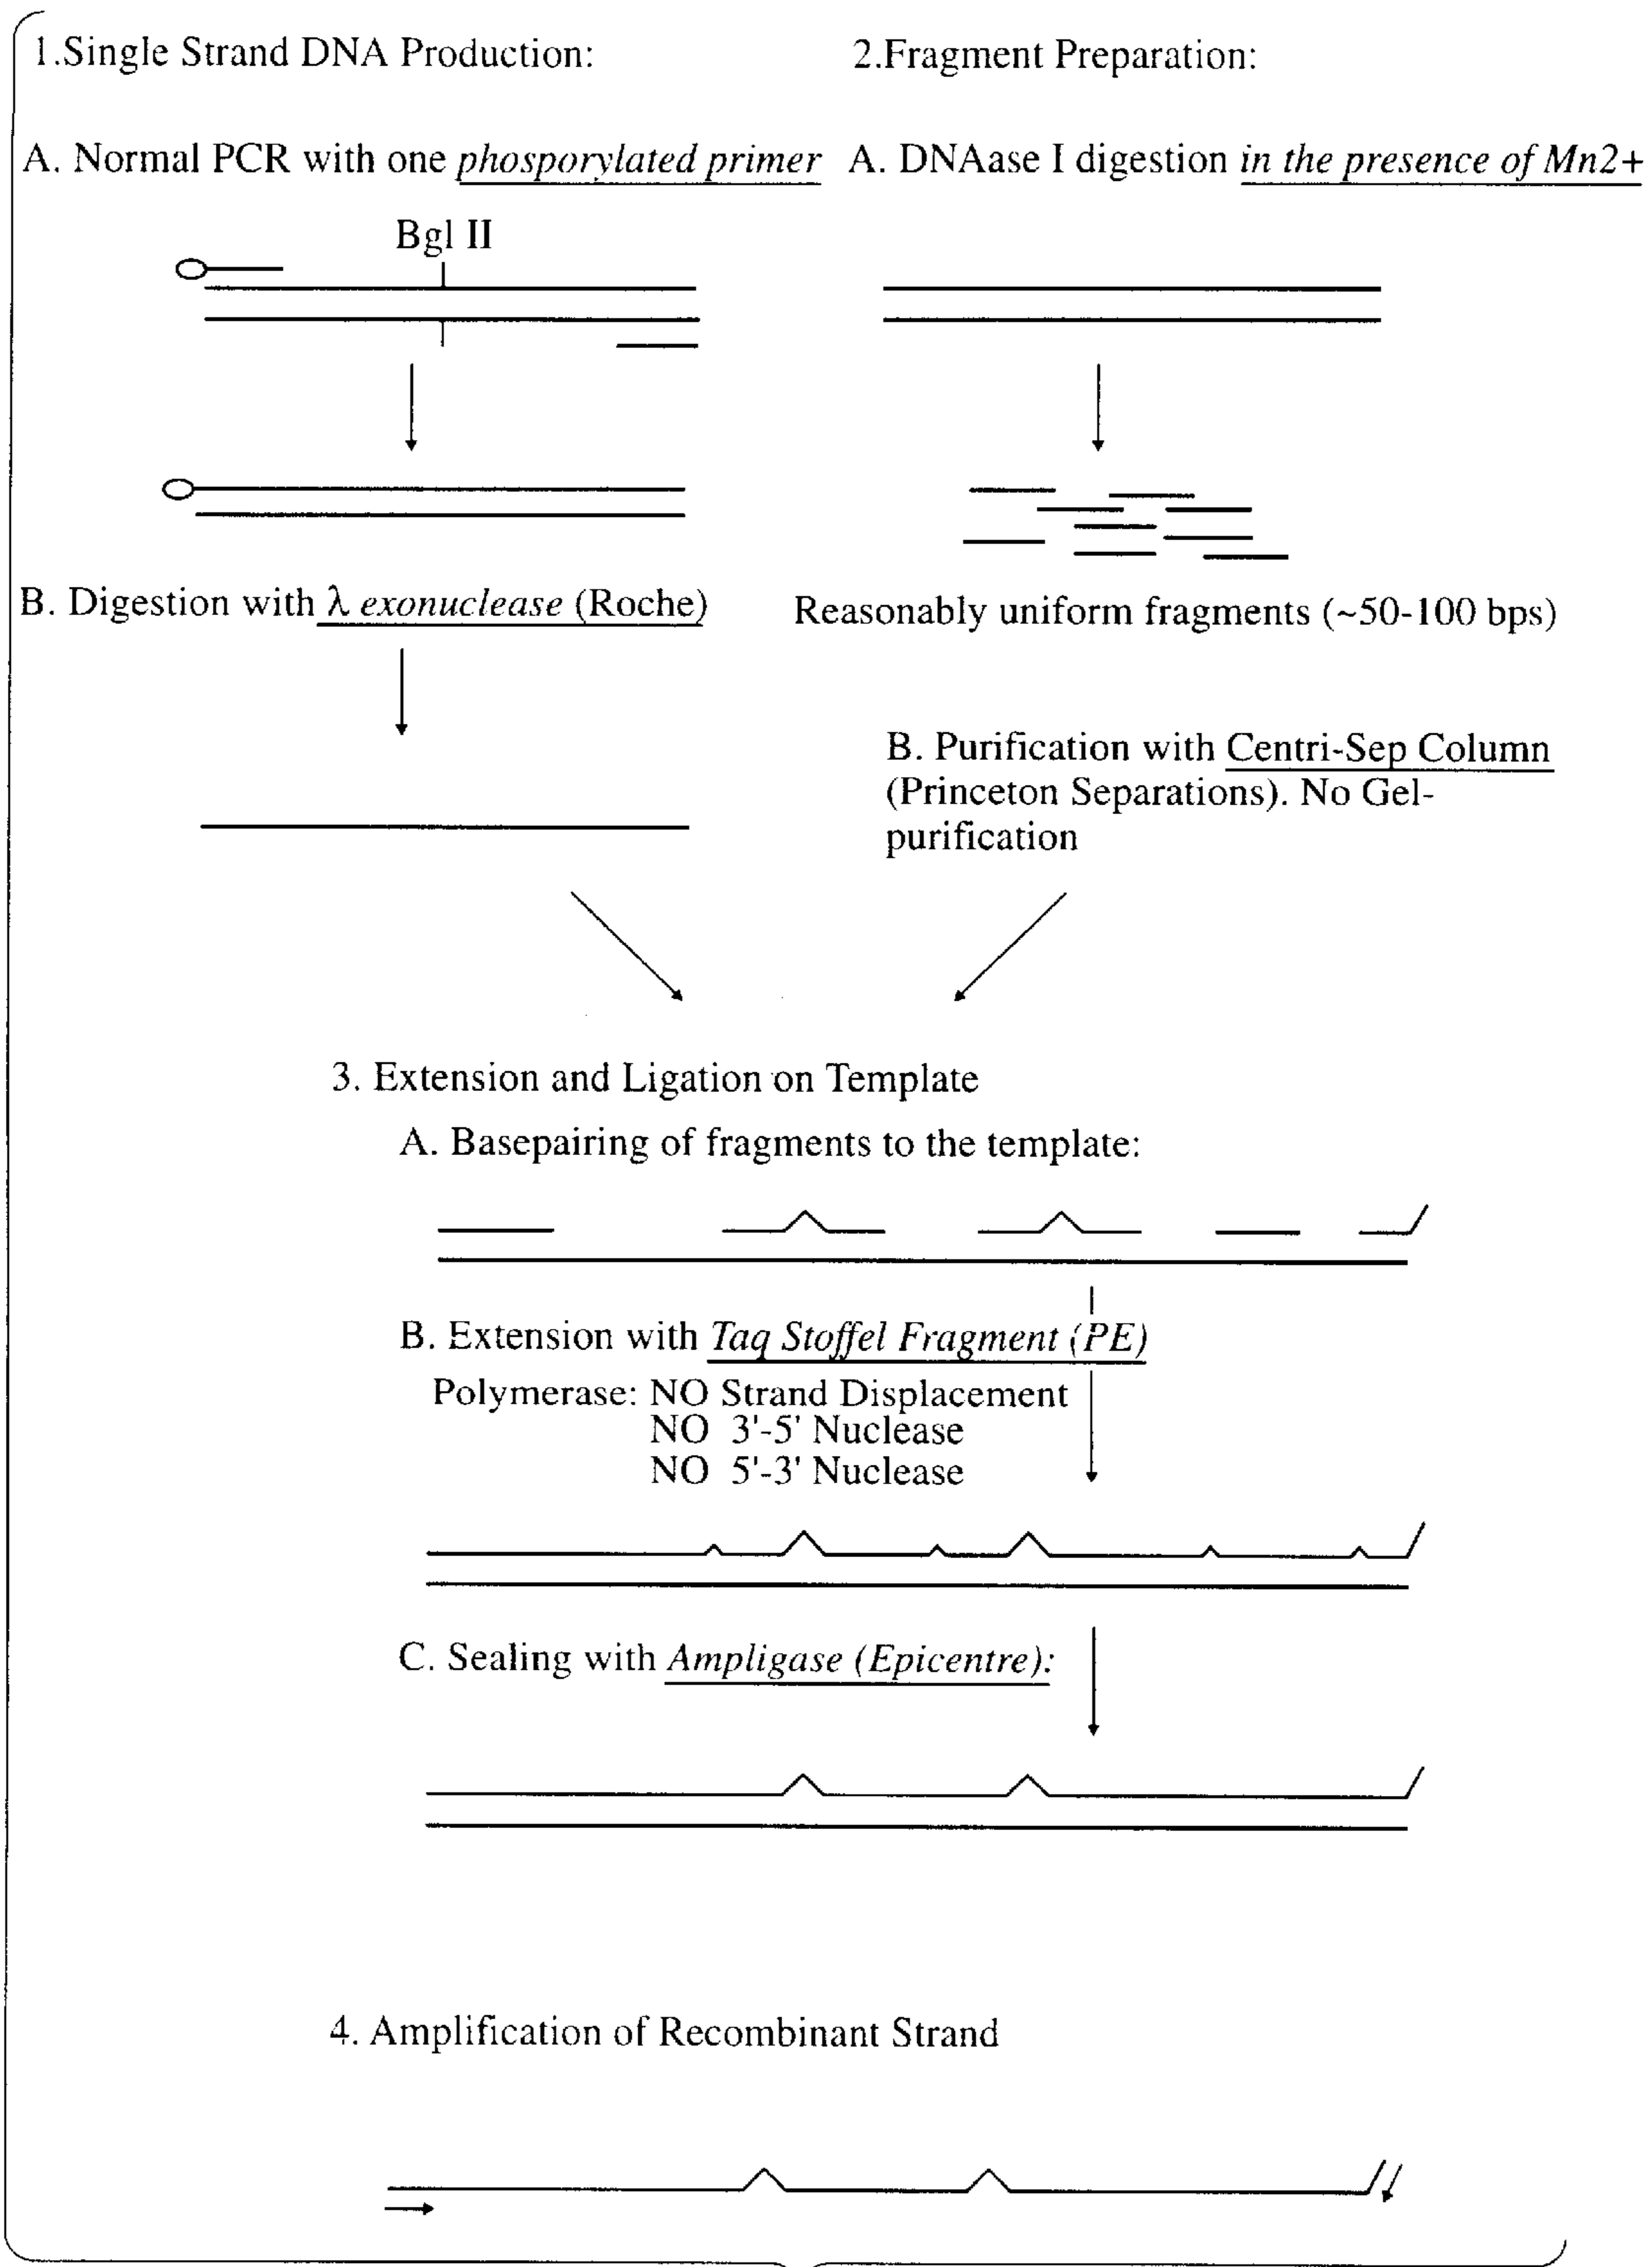 1.Single Strand DNA Production:
2.Fragment Preparation:
A. Normal PCR with one phosporylated primer
A. DNAase I digestion in the presence of Mn2+
Bgl II
B. Digestion with λ exonuclease (Roche)
Reasonably uniform fragments (~50-100 bps)
B. Purification with Centri-Sep Column
(Princeton Separations). No Gel-
purification
3. Extension and Ligation on Template
A. Basepairing of fragments to the template:
B. Extension with Taq Stoffel Fragment (PE)
Polymerase: NO Strand Displacement
NO 3'-5' Nuclease
NO 5'-3' Nuclease
C. Sealing with Ampligase (Epicentre):
4. Amplification of Recombinant Strand